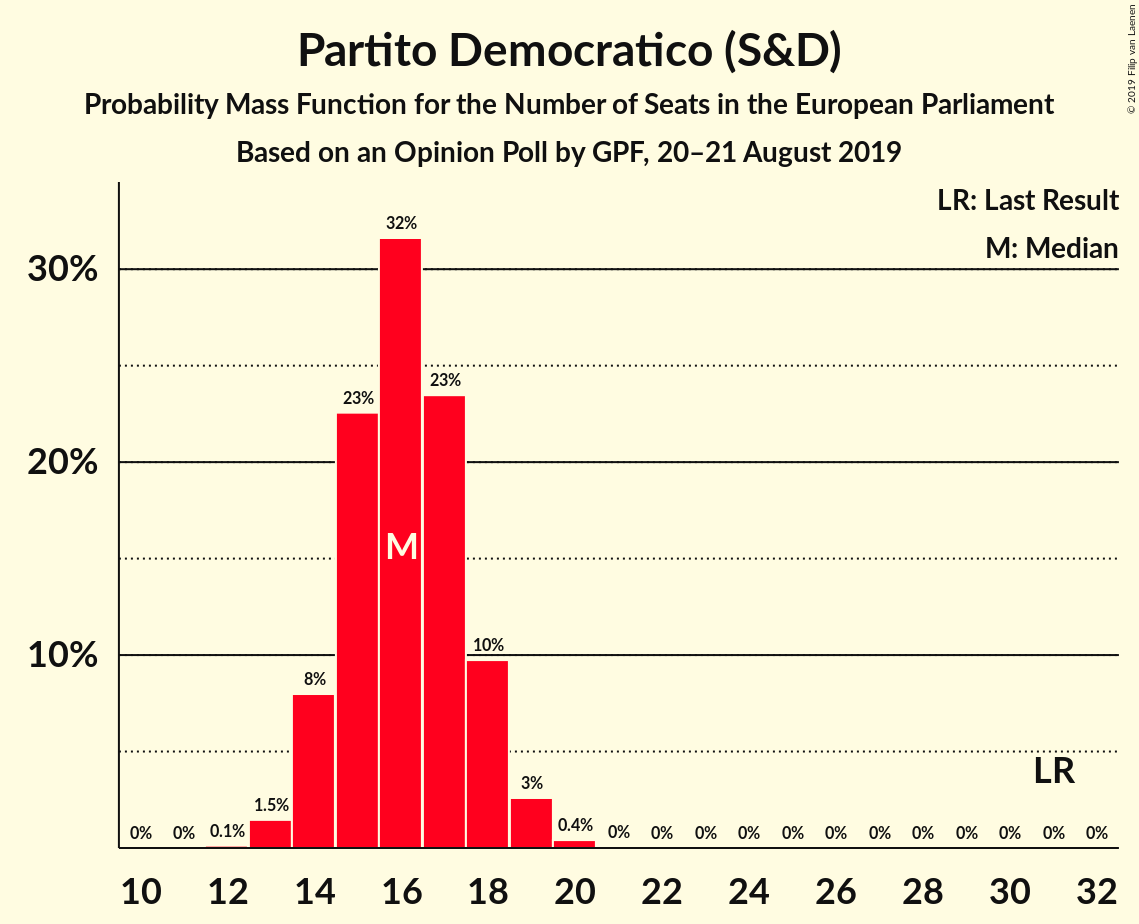 Partito Democratico (S&D)
Probability Mass Function for the Number of Seats in the European Parliament
Based on an Opinion Poll by GPF, 20–21 August 2019
© 2019 Filip van Laenen
LR: Last Result
M: Median
30%
20%
10%
0% 0% 0.1% 1.5% 8% 23% 32% 23% 10% 3% 0.4% 0% 0% 0% 0% 0% 0% 0% 0% 0% 0% 0% 0%
M
LR
10 12 14 16 18 20 22 24 26 28 30 32